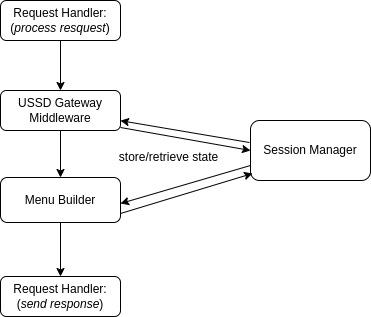 Request Handler:
(process resquest)
USSD Gateway
Middleware
store/retrieve state
Session Manager
Menu Builder
Request Handler:
(send response)